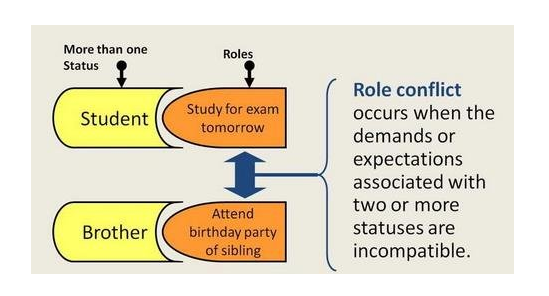 More than one
Status
Roles
Student
Study for exam
tomorrow
Brother
Attend
birthday party
of sibling
Role conflict
occurs when the
demands or
expectations
associated with
two or more
statuses are
incompatible.